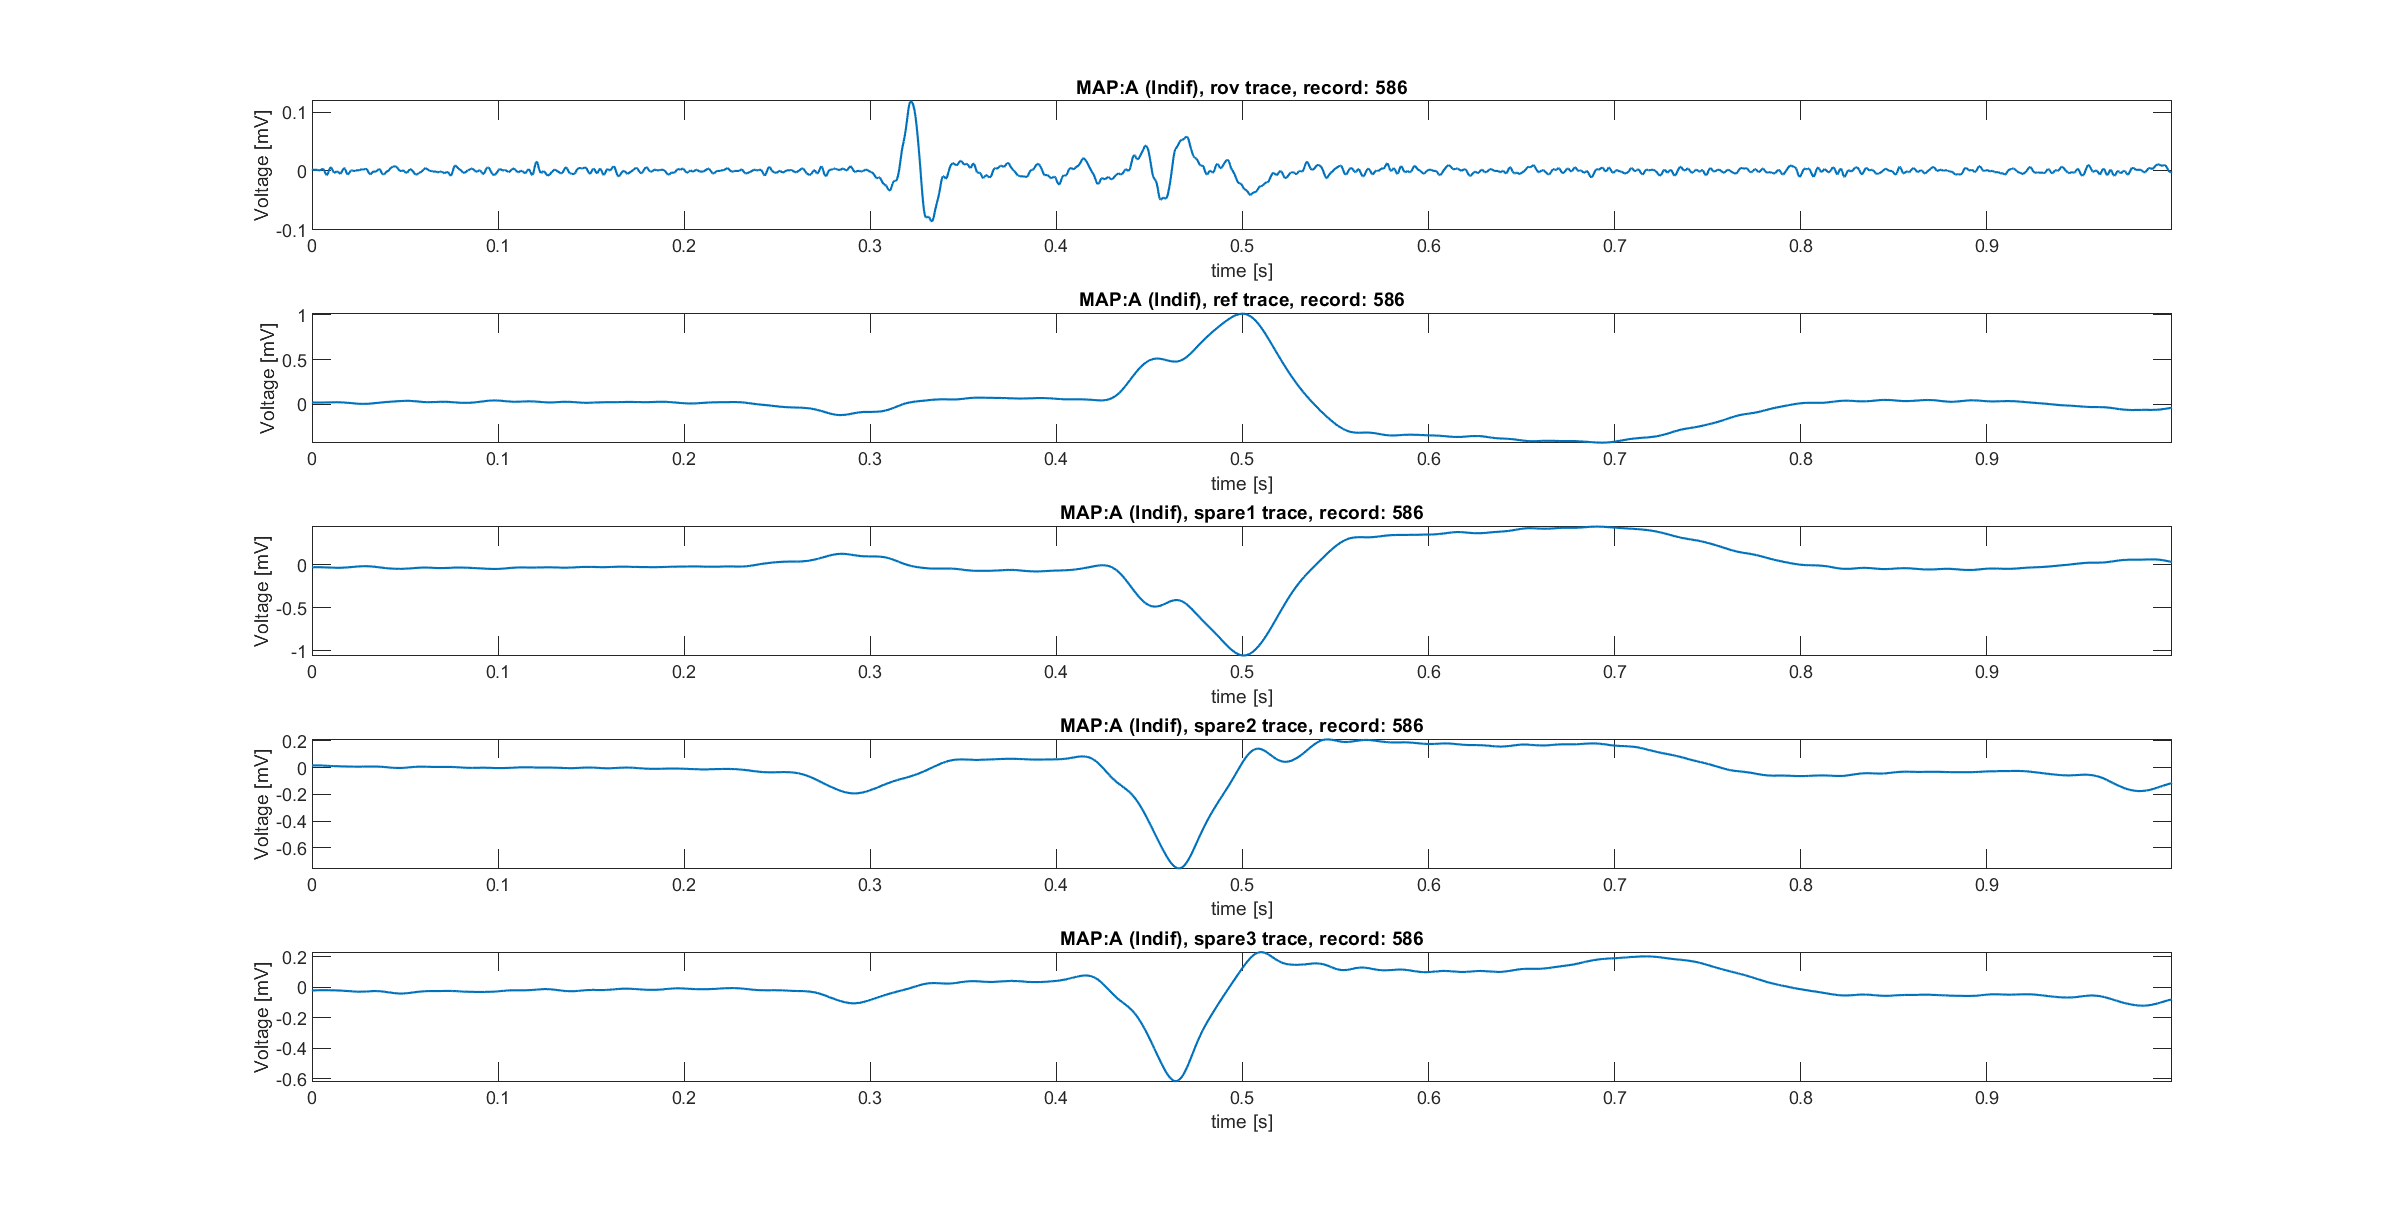 MAP:A (Indif), rov trace, record: 586
Voltage [mV]
0.1
0
-0.1
0 0.1 0.2 0.3 0.4 0.5 0.6 0.7 0.8 0.9
time [s]
MAP:A (Indif), ref trace, record: 586
Voltage [mV]
1
0.5
0
0 0.1 0.2 0.3 0.4 0.5 0.6 0.7 0.8 0.9
time [s]
MAP:A (Indif), spare1 trace, record: 586
Voltage [mV]
0
-0.5
-1
0 0.1 0.2 0.3 0.4 0.5 0.6 0.7 0.8 0.9
time [s]
MAP:A (Indif), spare2 trace, record: 586
Voltage [mV]
0.2
0
-0.2
-0.4
-0.6
0 0.1 0.2 0.3 0.4 0.5 0.6 0.7 0.8 0.9
time [s]
MAP:A (Indif), spare3 trace, record: 586
Voltage [mV]
0.2
0
-0.2
-0.4
-0.6
0 0.1 0.2 0.3 0.4 0.5 0.6 0.7 0.8 0.9
time [s]